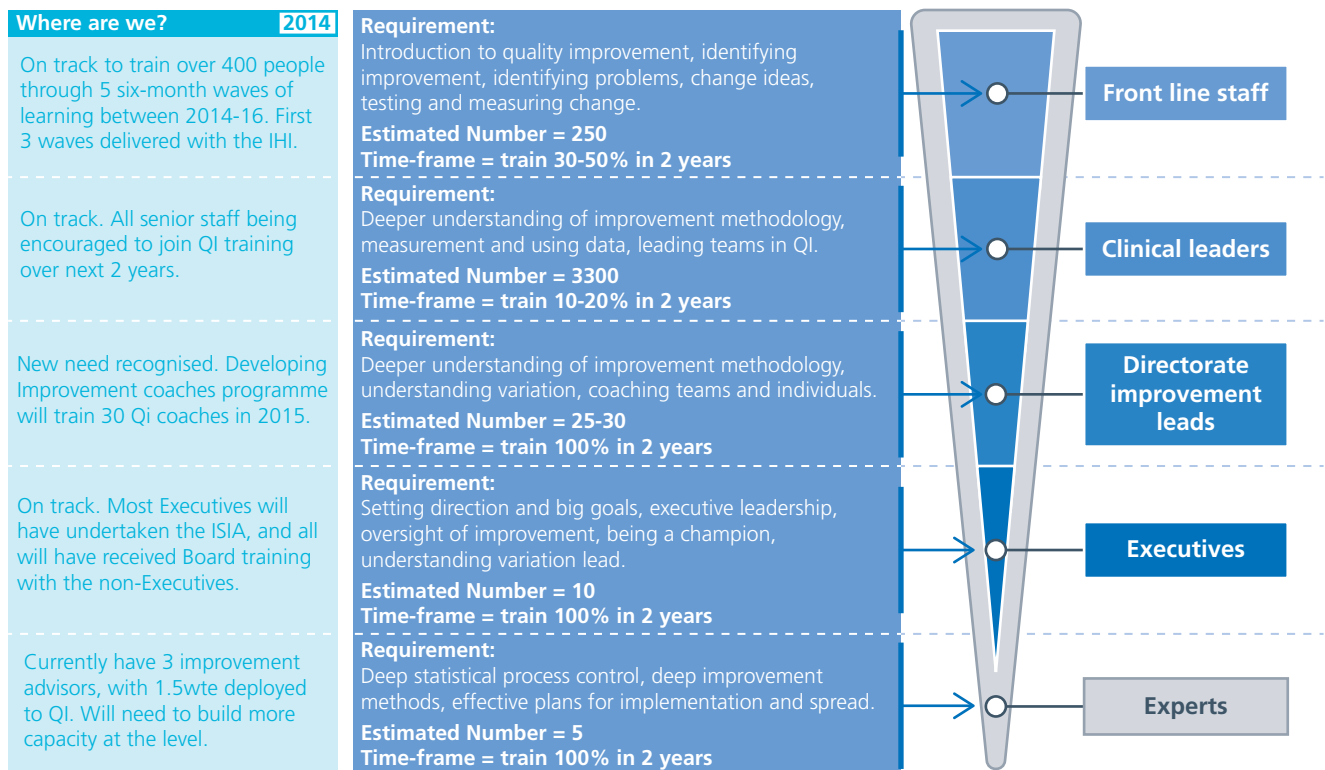 Where are we? 2014
On track to train over 400 people
through 5 six-month waves of
learning between 2014-16. First
3 waves delivered with the IHI.
Requirement:
Introduction to quality improvement, identifying
improvement, identifying problems, change ideas,
testing and measuring change.
Estimated Number = 250
Time-frame = train 30-50% in 2 years
Front line staff
On track. All senior staff being
encouraged to join QI training
over next 2 years.
Requirement:
Deeper understanding of improvement methodology,
measurement and using data, leading teams in QI.
Estimated Number = 3300
Time-frame = train 10-20% in 2 years
Clinical leaders
New need recognised. Developing
Improvement coaches programme
will train 30 Qi coaches in 2015.
Requirement:
Deeper understanding of improvement methodology,
understanding variation, coaching teams and individuals.
Estimated Number = 25-30
Time-frame = train 100% in 2 years
Directorate
improvement
leads
On track. Most Executives will
have undertaken the ISIA, and all
will have received Board training
with the non-Executives.
Requirement:
Setting direction and big goals, executive leadership,
oversight of improvement, being a champion,
understanding variation lead.
Estimated Number = 10
Time-frame = train 100% in 2 years
Executives
Currently have 3 improvement
advisors, with 1.5wte deployed
to QI. Will need to build more
capacity at the level.
Requirement:
Deep statistical process control, deep improvement
methods, effective plans for implementation and spread.
Estimated Number = 5
Time-frame = train 100% in 2 years
Experts